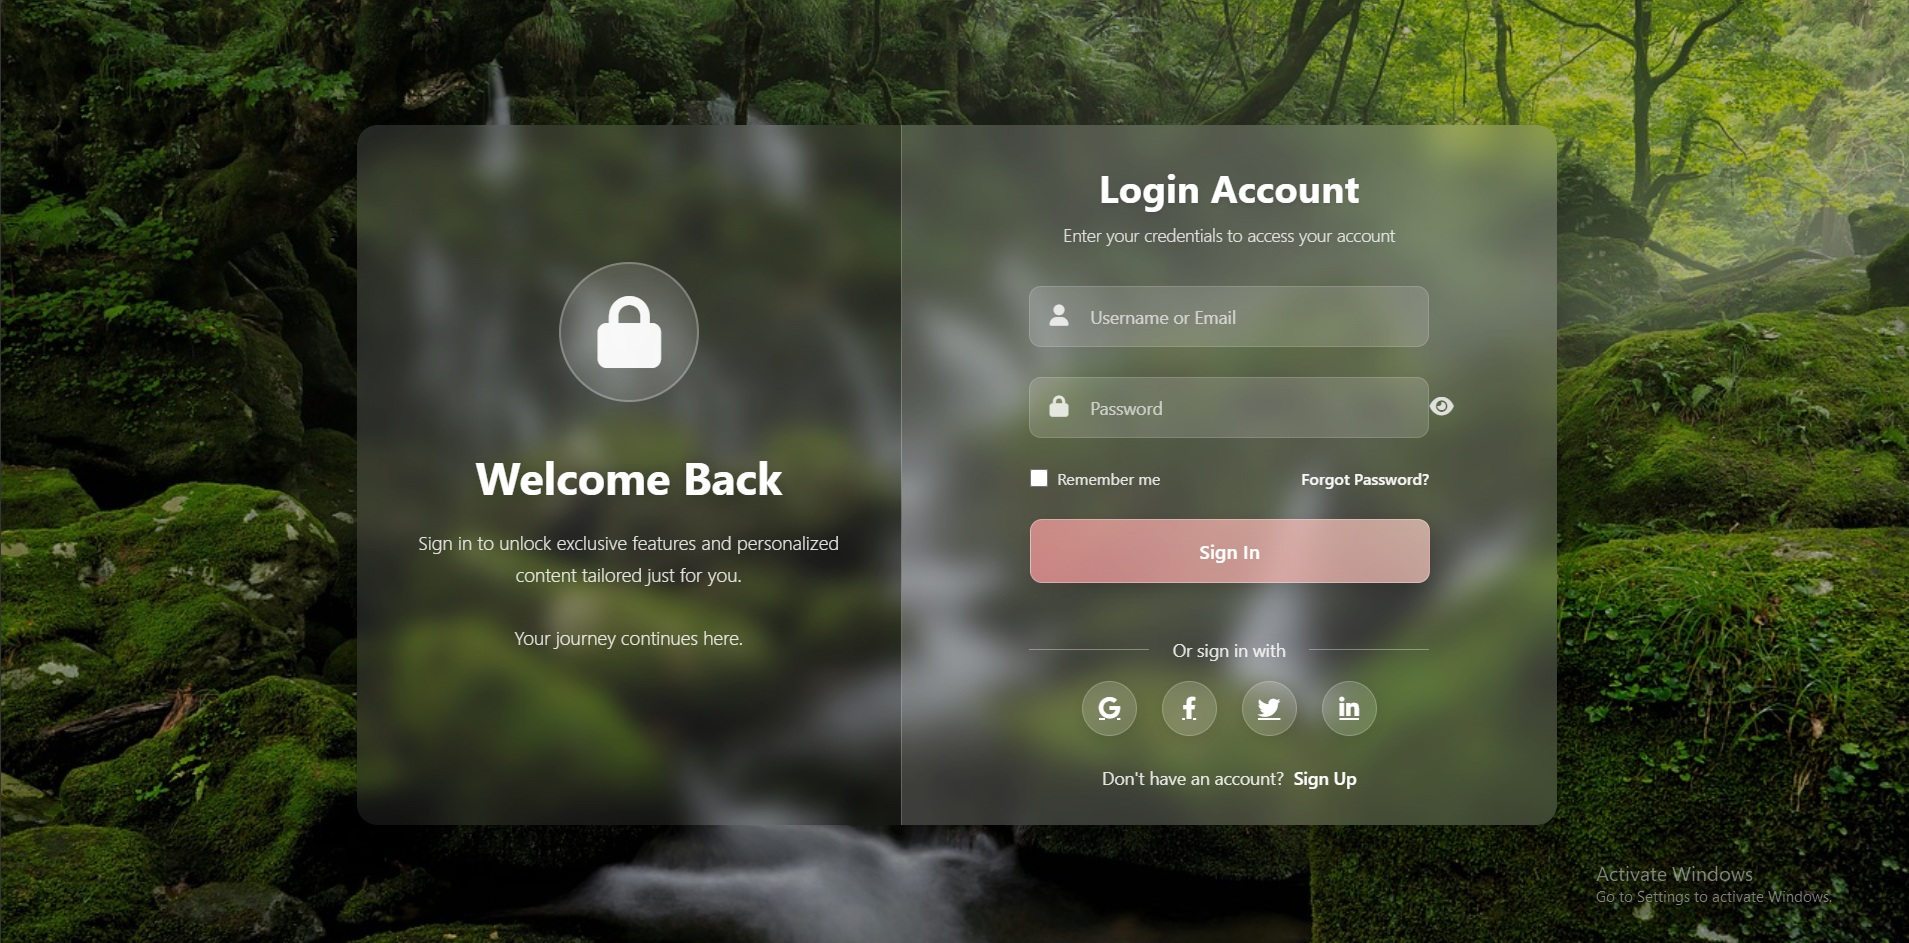 Welcome Back
Sign in to unlock exclusive features and personalized
content tailored just for you.
Your journey continues here.
Login Account
Enter your credentials to access your account
Username or Email
Password
Remember me
Forgot Password?
Sign In
Or sign in with
G f in
Don't have an account? Sign Up
Activate Windows
Go to Settings to activate Windows.